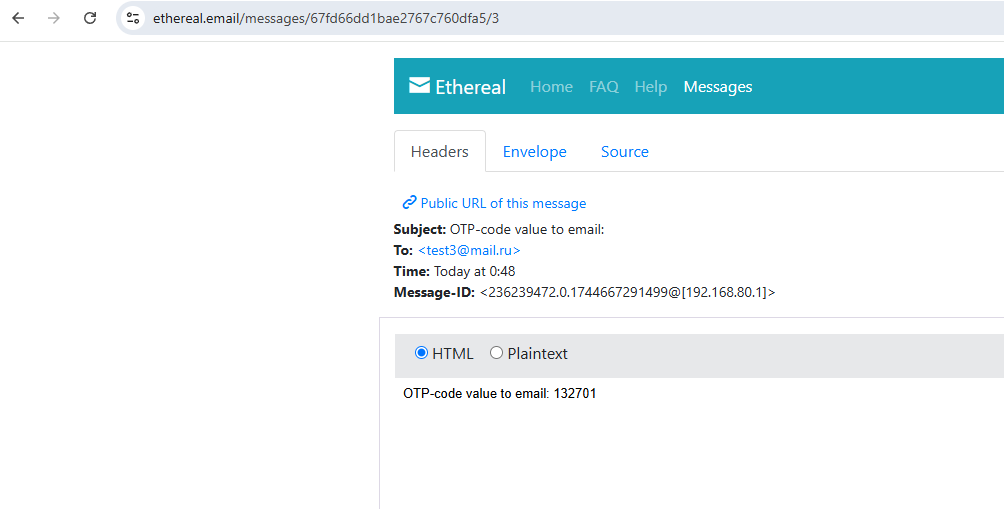 ethereal.email/messages/67fd66dd1bae2767c760dfa5/3
Ethereal Home FAQ Help Messages
Headers Envelope Source
Public URL of this message
Subject: OTP-code value to email:
To: <test3@mail.ru>
Time: Today at 0:48
Message-ID: <236239472.0.1744667291499@[192.168.80.1]>
HTML Plaintext
OTP-code value to email: 132701